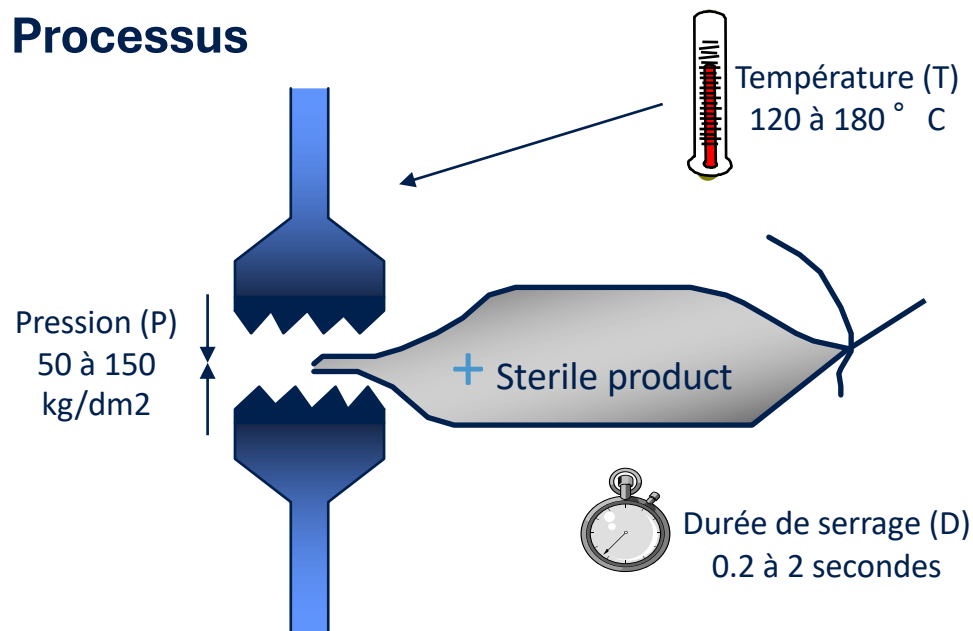 Processus
Température (T)
120 à 180 ° C
Pression (P)
50 à 150
kg/dm2
+ Sterile product
Durée de serrage (D)
0.2 à 2 secondes